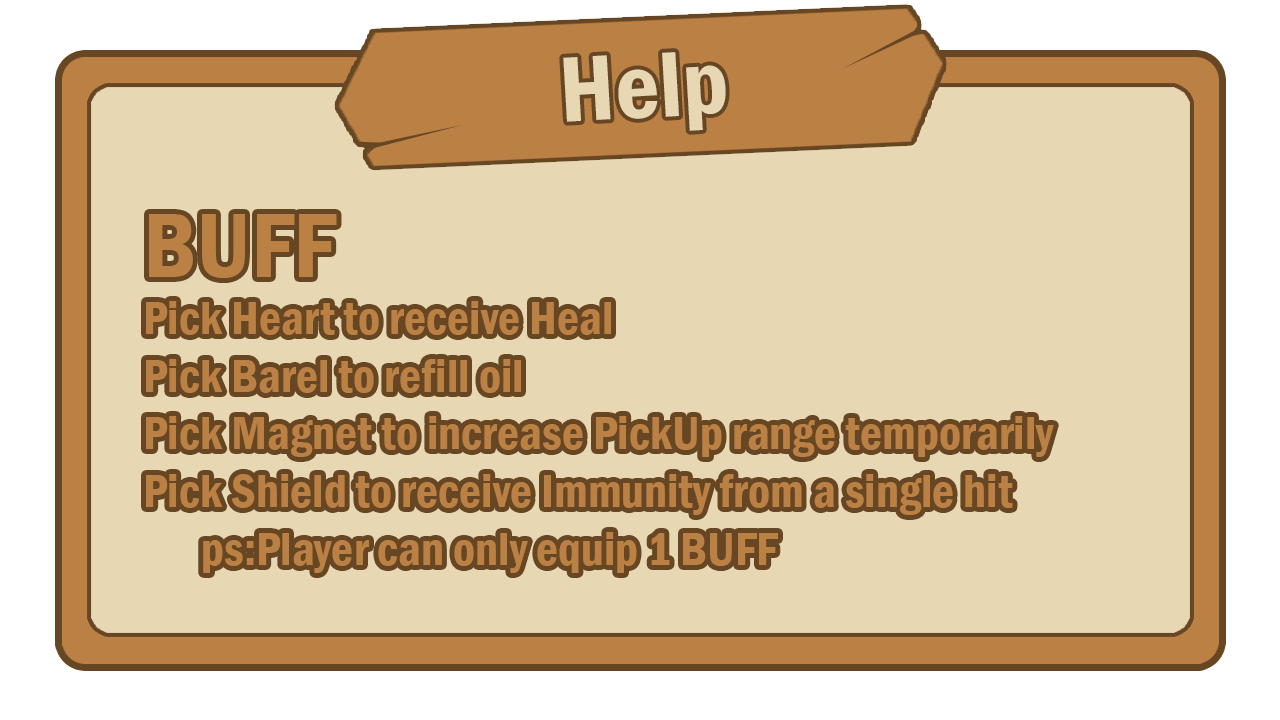 Help
BUFF
Pick Heart to receive Heal
Pick Barel to refill oil
Pick Magnet to increase PickUp range temporarily
Pick Shield to receive Immunity from a single hit
ps:Player can only equip 1 BUFF